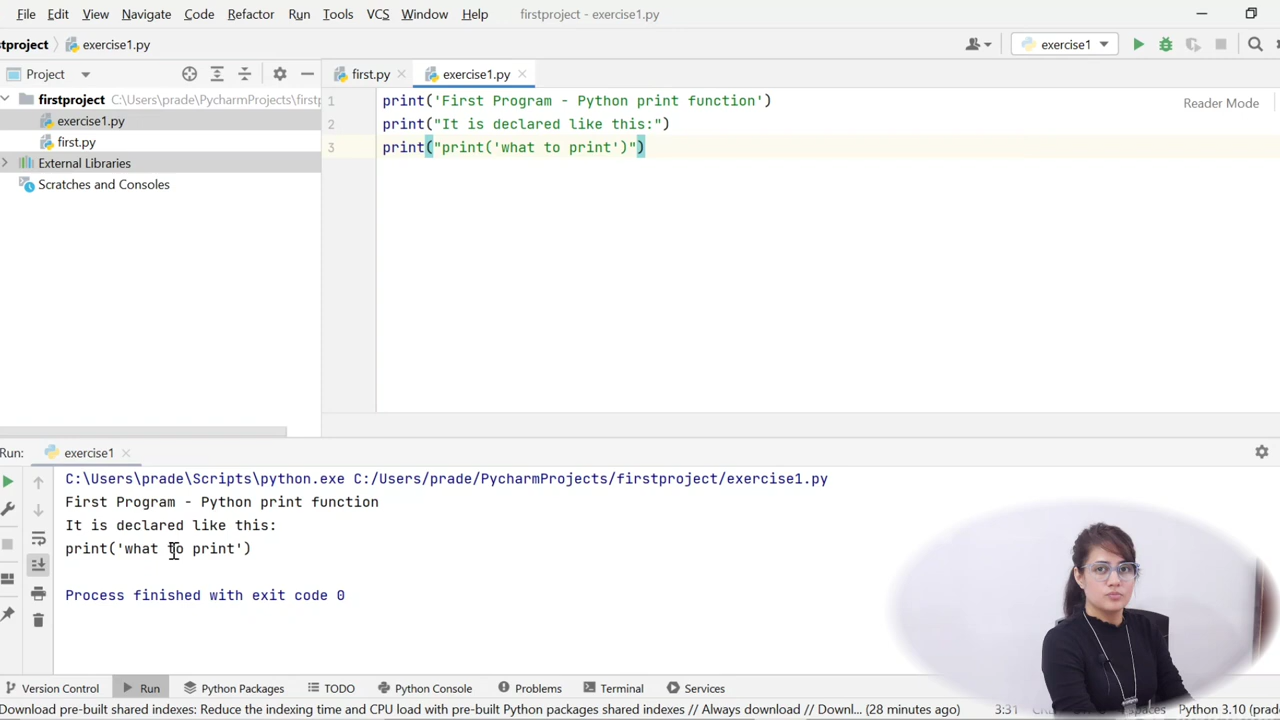 File Edit View Navigate Code Refactor Run Tools VCS Window Help firstproject - exercise1.py
stproject exercise1.py exercise1
Project first.py exercise1.py
firstproject C:\Users\prade\PycharmProjects\firstp
exercise1.py
first.py
External Libraries
Scratches and Consoles
1 print('First Program - Python print function')
2 print("It is declared like this:")
3 print("print('what to print')")
Reader Mode
Run: exercise1
C:\Users\prade\Scripts\python.exe C:/Users/prade/PycharmProjects/firstproject/exercise1.py
First Program - Python print function
It is declared like this:
print('what to print')
Process finished with exit code 0
Version Control Run Python Packages TODO Python Console Problems Terminal Services
Download pre-built shared indexes: Reduce the indexing time and CPU load with pre-built Python packages shared indexes // Always download // Downl... (28 minutes ago) 3:31 Python 3.10 (prad